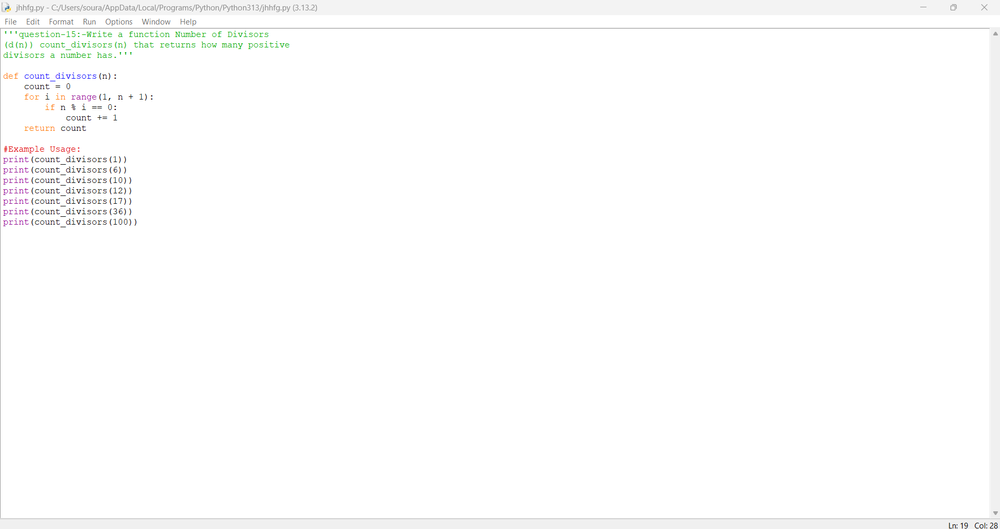 jhhfg.py - C:/Users/soura/AppData/Local/Programs/Python/Python313/jhhfg.py (3.13.2)
File Edit Format Run Options Window Help
'''question-15:-Write a function Number of Divisors
(d(n)) count_divisors(n) that returns how many positive
divisors a number has.'''

def count_divisors(n):
    count = 0
    for i in range(1, n + 1):
        if n % i == 0:
            count += 1
    return count

#Example Usage:
print(count_divisors(1))
print(count_divisors(6))
print(count_divisors(10))
print(count_divisors(12))
print(count_divisors(17))
print(count_divisors(36))
print(count_divisors(100))
Ln: 19 Col: 28